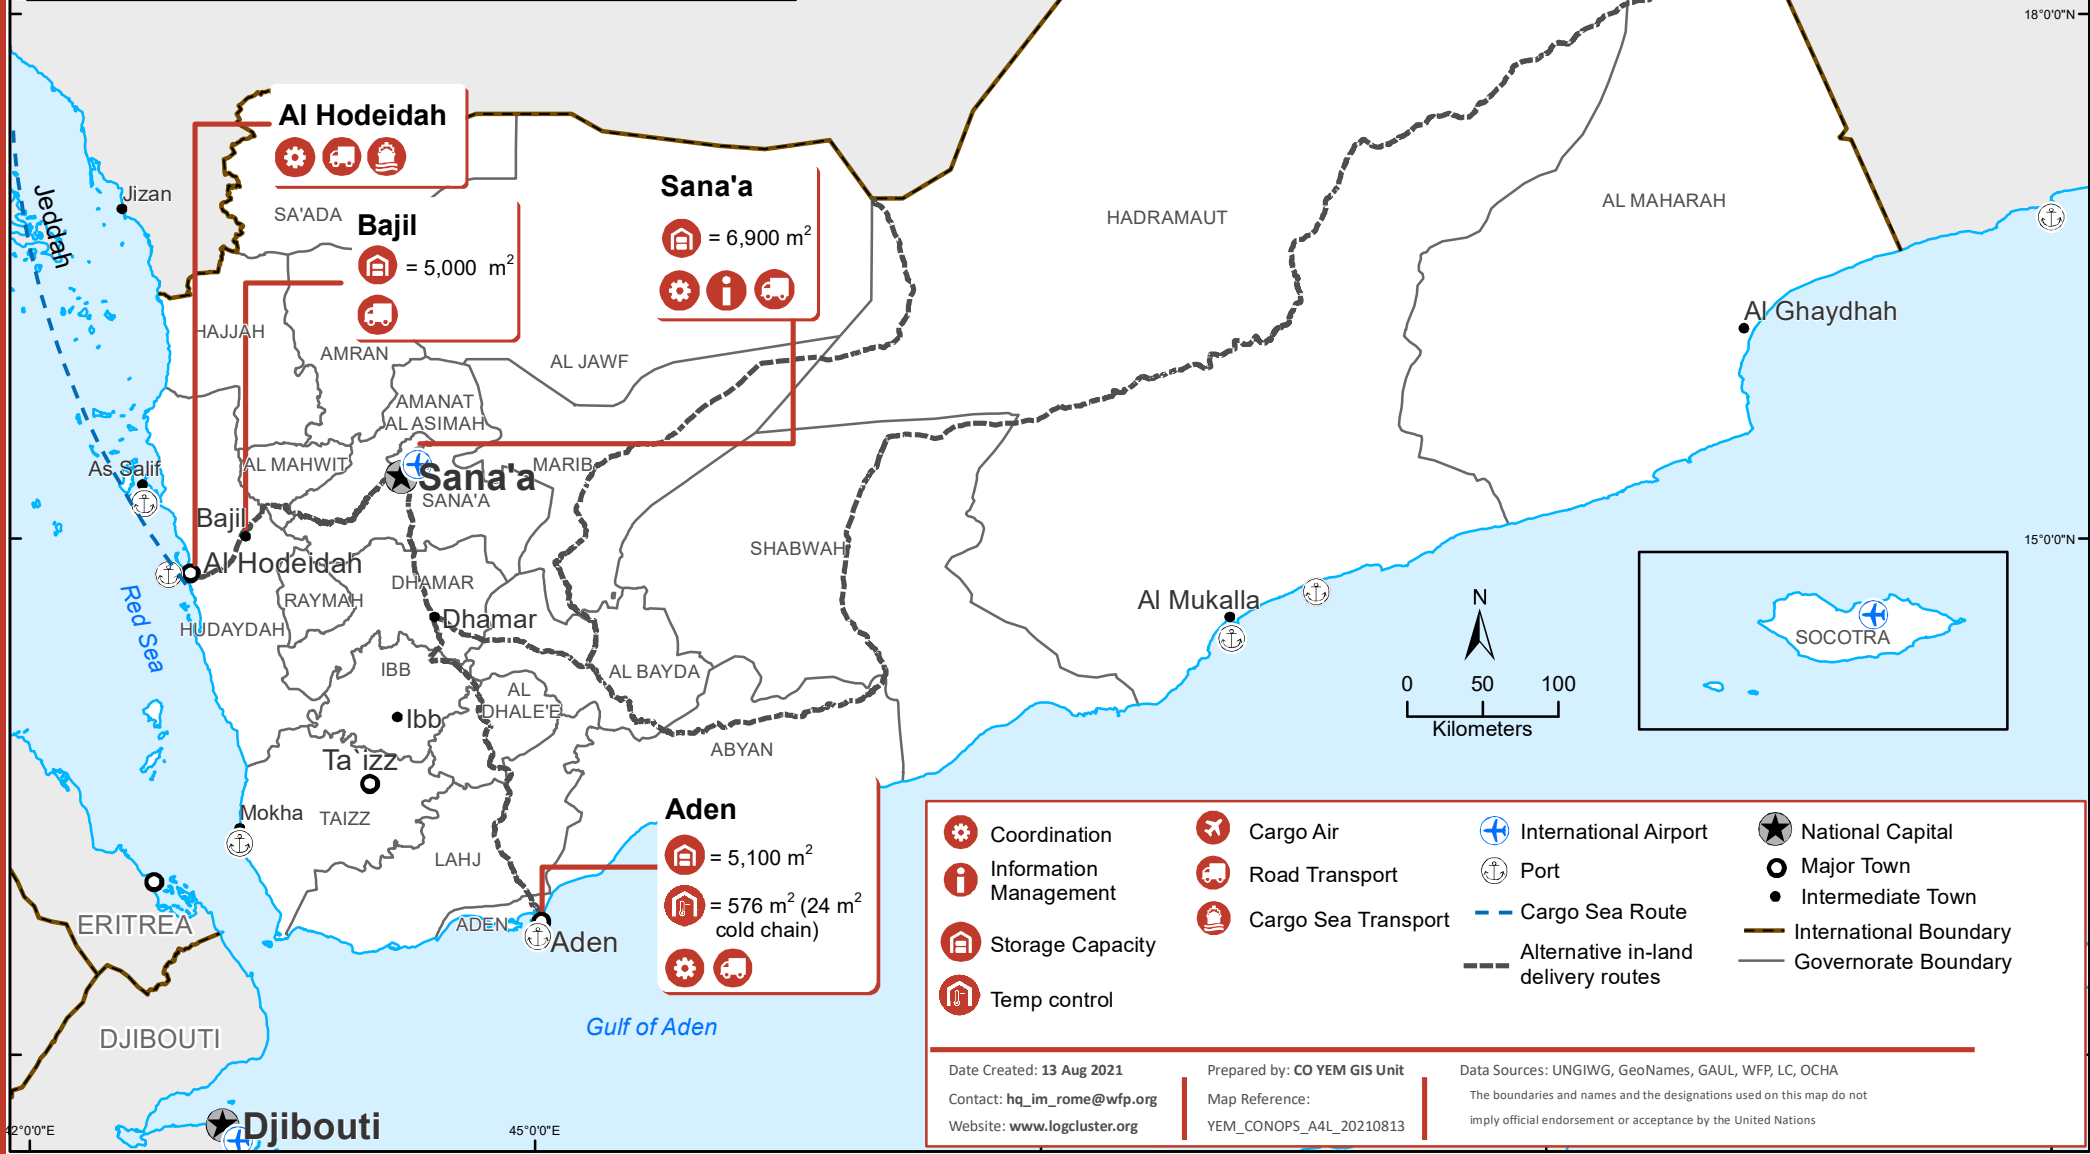 18°0'0"N
Al Hodeidah
Jizan
Jeddah
SA'ADA
Bajil
= 5,000 m²
Sana'a
= 6,900 m²
HADRAMAUT
AL MAHARAH
Al Ghaydhah
HAJJAH
AMRAN
AL JAWF
AMANAT
AL ASIMAH
As Salif
AL MAHWIT
Sana'a
MARIB
SANA'A
Bajil
Al Hodeidah
SHABWAH
15°0'0"N
DHAMAR
RAYMAH
Red Sea
HUDAYDAH
Dhamar
Al Mukalla
N
SOCOTRA
IBB
AL BAYDA
AL
DHALE'E
0 50 100
Kilometers
Ibb
ABYAN
Ta`izz
Mokha
TAIZZ
LAHJ
Aden
= 5,100 m²
= 576 m² (24 m²
cold chain)
ADEN
Aden
ERITREA
DJIBOUTI
Gulf of Aden
Djibouti
42°0'0"E
45°0'0"E
Coordination
Information
Management
Storage Capacity
Temp control
Cargo Air
Road Transport
Cargo Sea Transport
International Airport
Port
Cargo Sea Route
Alternative in-land
delivery routes
National Capital
Major Town
Intermediate Town
International Boundary
Governorate Boundary
Date Created: 13 Aug 2021
Contact: hq_im_rome@wfp.org
Website: www.logcluster.org
Prepared by: CO YEM GIS Unit
Map Reference:
YEM_CONOPS_A4L_20210813
Data Sources: UNGIWG, GeoNames, GAUL, WFP, LC, OCHA
The boundaries and names and the designations used on this map do not
imply official endorsement or acceptance by the United Nations